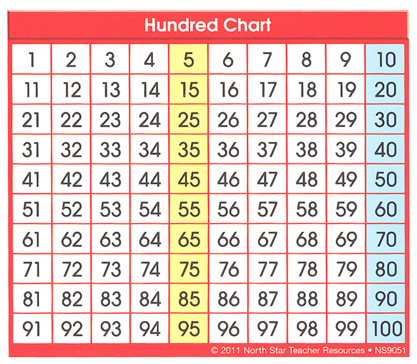 Hundred Chart
1 2 3 4 5 6 7 8 9 10
11 12 13 14 15 16 17 18 19 20
21 22 23 24 25 26 27 28 29 30
31 32 33 34 35 36 37 38 39 40
41 42 43 44 45 46 47 48 49 50
51 52 53 54 55 56 57 58 59 60
61 62 63 64 65 66 67 68 69 70
71 72 73 74 75 76 77 78 79 80
81 82 83 84 85 86 87 88 89 90
91 92 93 94 95 96 97 98 99 100
© 2011 North Star Teacher Resources • NS9051